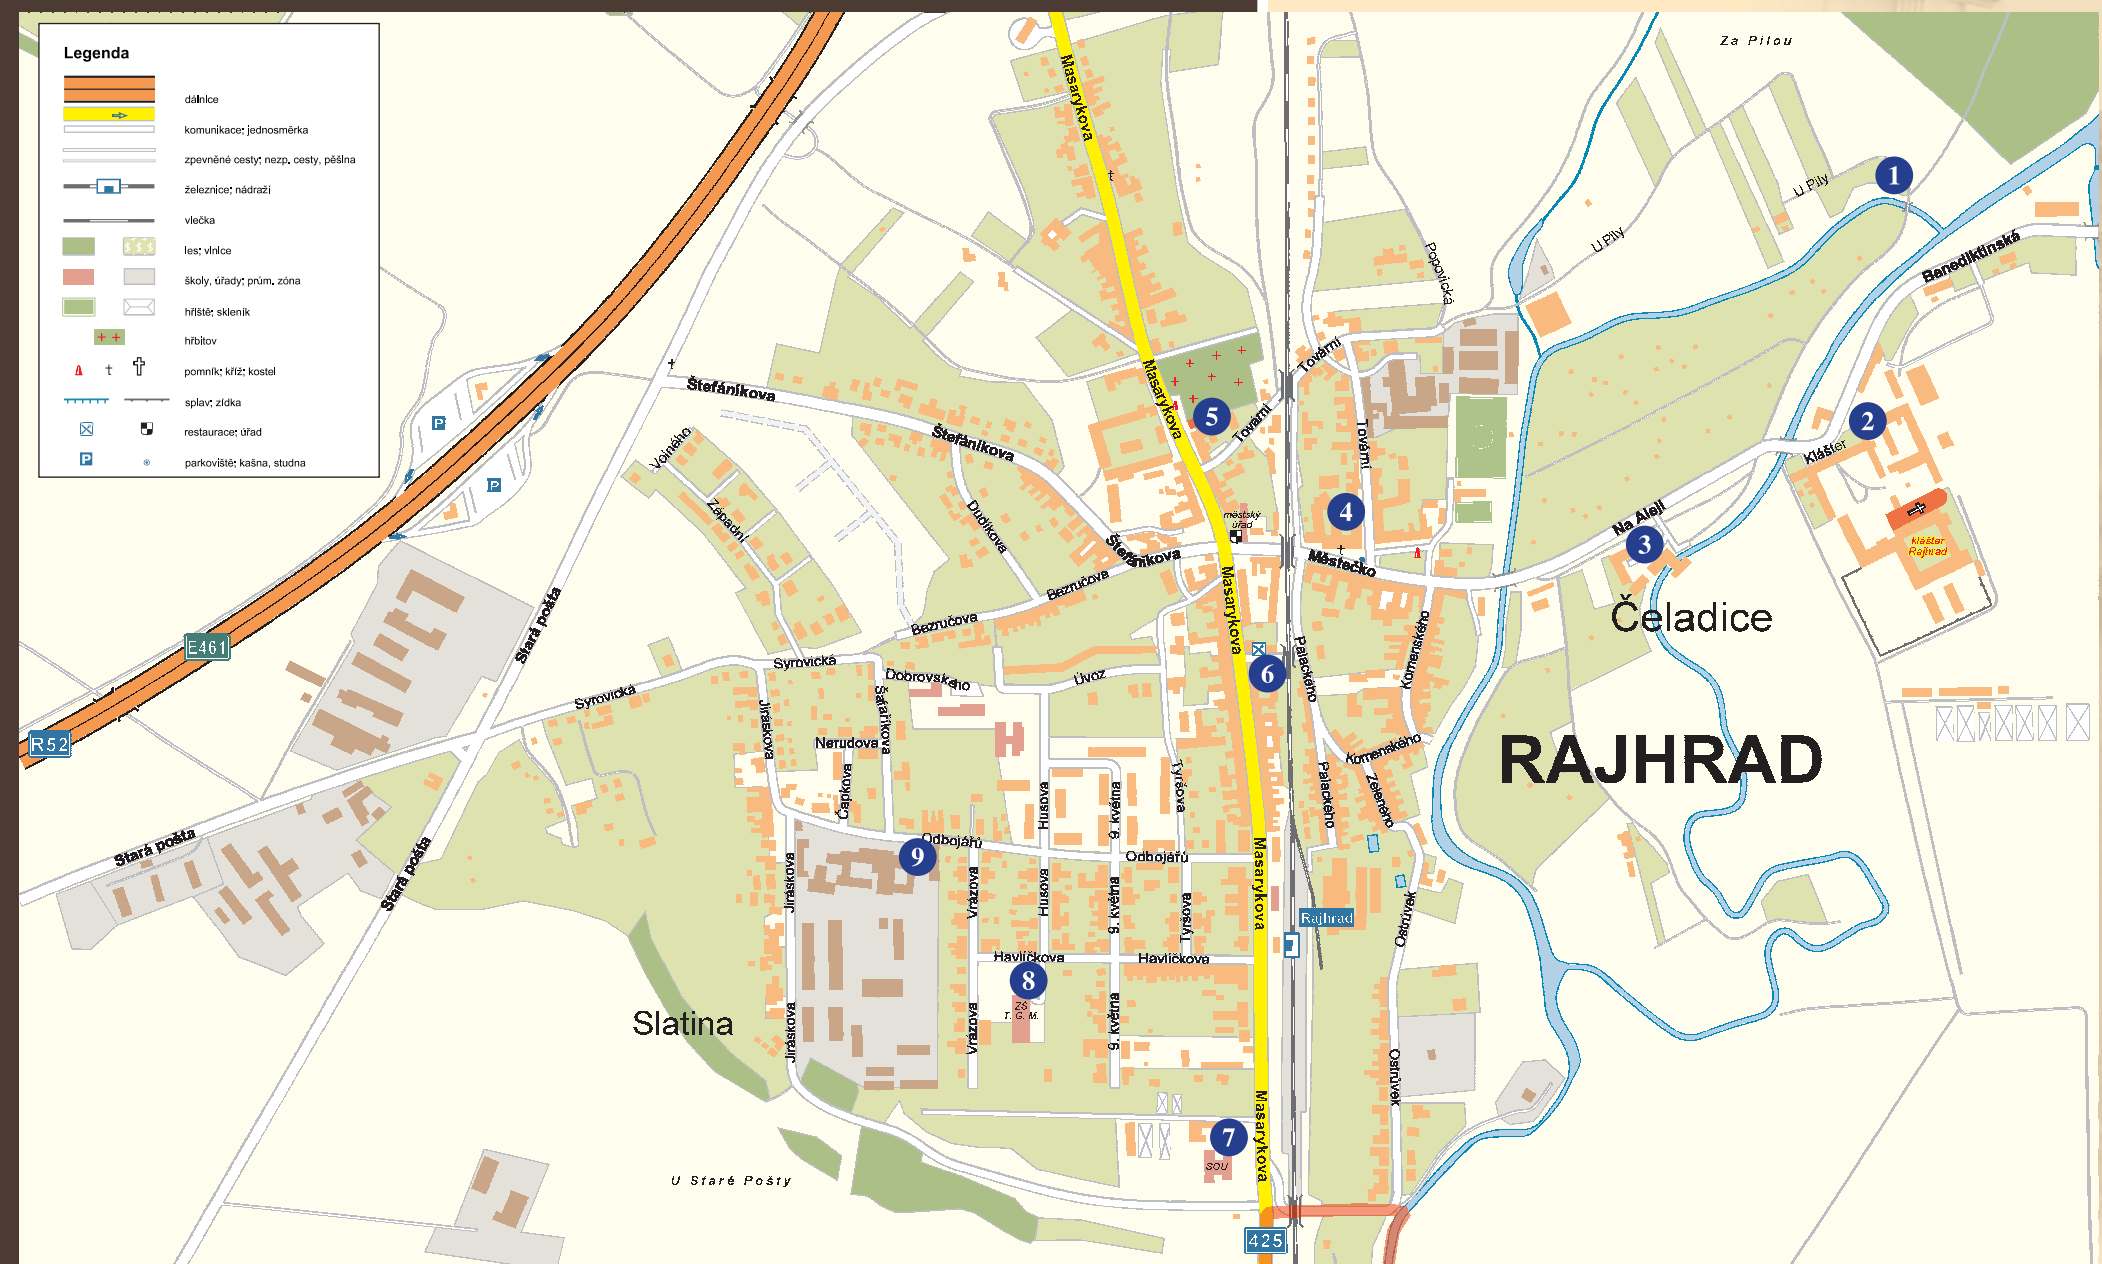 Legenda
dálnice
komunikace; jednosměrka
zpevněné cesty; nezp. cesty, pěšina
železnice; nádraží
vlečka
les; vinice
školy, úřady; prům. zóna
hřiště; skleník
hřbitov
pomník; kříž; kostel
splav; zídka
restaurace; úřad
P
parkoviště; kašna, studna
Za Pilou
Masarykova
1
U Pily
U Pily
Popovická
Benediktinská
Tovární
Masarykova
Štefánikova
P
5
Tovární
Tovární
2
Klášter
Štefánikova
Volného
P
Západní
Dudíkova
městský
úřad
4
Na Aleji
3
klášter
Rajhrad
Štefánikova
Městečko
Bezručova
Bezručova
Masarykova
Stará pošta
Čeladice
E461
Syrovická
Dobrovského
Úvoz
6
Palackého
Komenského
Syrovická
Šafaříkova
Jiráskova
Nerudova
R52
RAJHRAD
Komenského
Čapkova
Husova
9. května
Tyršova
Palackého
Zeleného
Stará pošta
Stará pošta
9
Odbojářů
Odbojářů
Masarykova
Jiráskova
Vrázova
Husova
9. května
Tyršova
Rajhrad
Ostrůvek
Havlíčkova
Havlíčkova
8
ZŠ
T. G. M.
Slatina
Jiráskova
Vrázova
9. května
Ostrůvek
Masarykova
7
SOU
U Staré Pošty
425